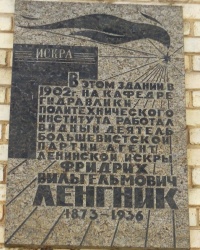 ИСКРА
В ЭТОМ ЗДАНИИ В
1902 г. НА КАФЕДРЕ
ГИДРАВЛИКИ
ПОЛИТЕХНИЧЕСКОГО
ИНСТИТУТА РАБОТАЛ
ВИДНЫЙ ДЕЯТЕЛЬ
БОЛЬШЕВИСТСКОЙ
ПАРТИИ АГЕНТ
ЛЕНИНСКОЙ ИСКРЫ
ФРИДРИХ
ВИЛЬГЕЛЬМОВИЧ
ЛЕНГНИК
1873-1936